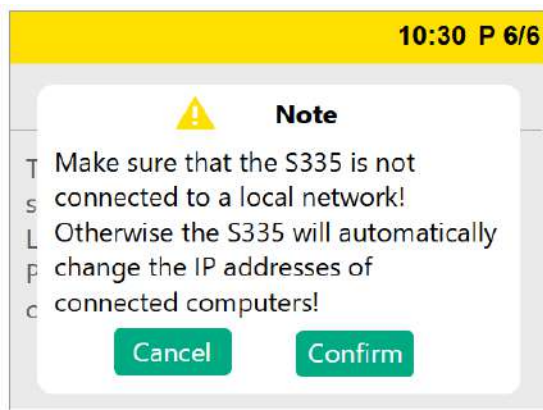 10:30 P 6/6
Note
Make sure that the S335 is not
connected to a local network!
Otherwise the S335 will automatically
change the IP addresses of
connected computers!
Cancel Confirm